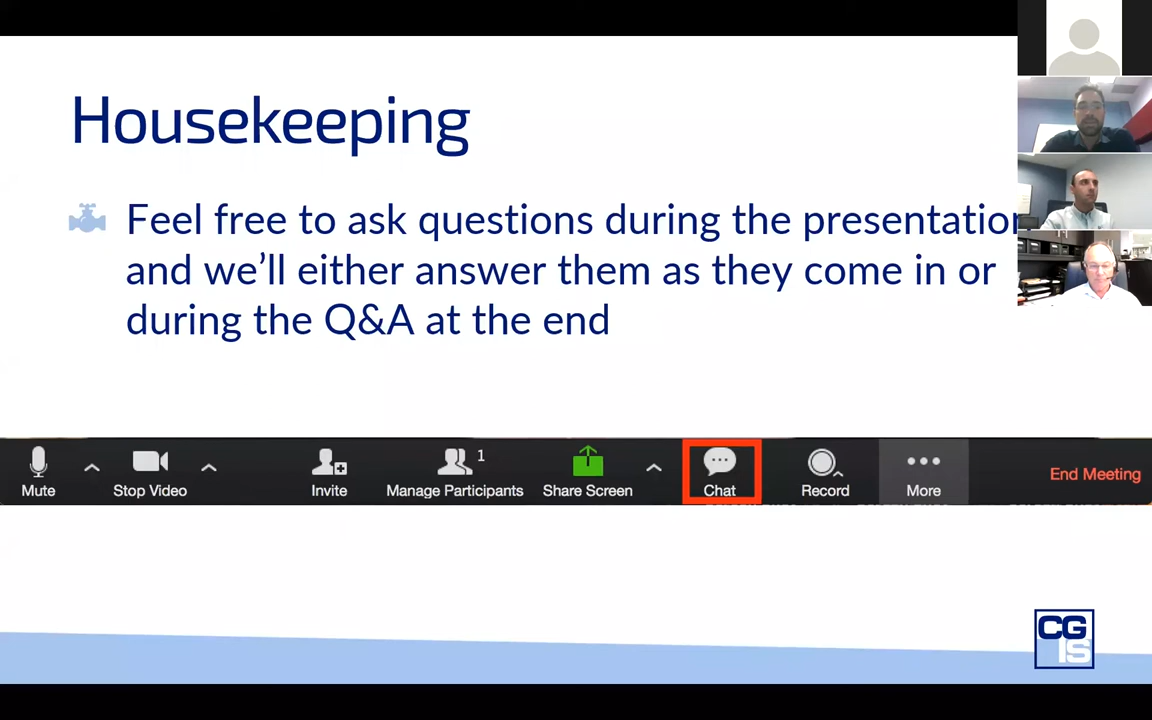 Housekeeping
Feel free to ask questions during the presentation
and we'll either answer them as they come in or
during the Q&A at the end
1
Mute
Stop Video
Invite
Manage Participants
Share Screen
Chat
Record
More
End Meeting
CG
IS